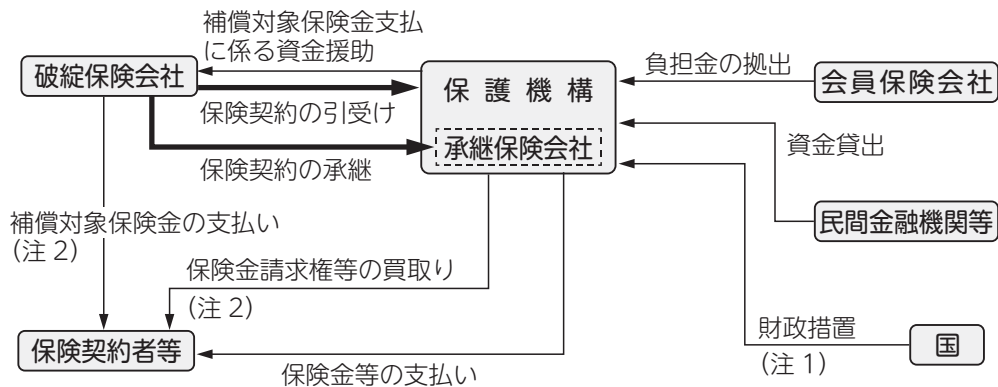 補償対象保険金支払
に係る資金援助
破綻保険会社
保険契約の引受け
保護機構
承継保険会社
保険契約の承継
負担金の拠出
会員保険会社
資金貸出
民間金融機関等
補償対象保険金の支払い
(注2)
保険金請求権等の買取り
(注2)
財政措置
(注1)
国
保険契約者等
保険金等の支払い